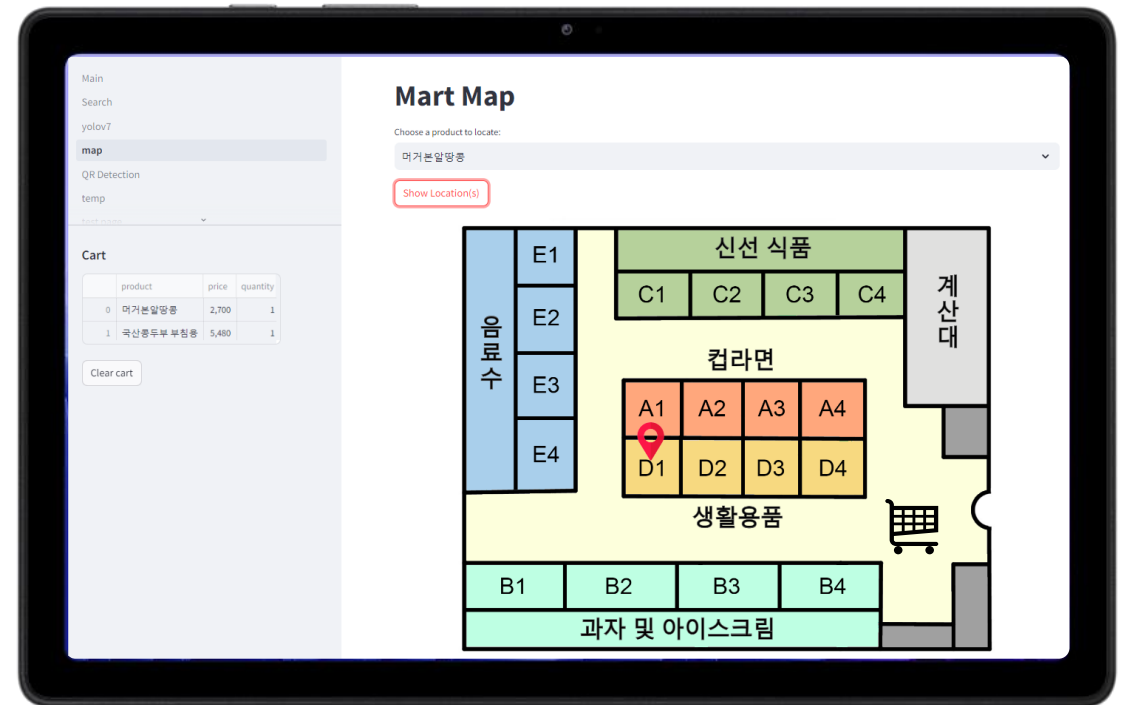 Main
Search
yolov7
map
QR Detection
temp
test page
Cart
product price quantity
0 머거본알땅콩 2,700 1
1 국산콩두부 부침용 5,480 1
Clear cart
Mart Map
Choose a product to locate:
머거본알땅콩
Show Location(s)
음료수
E1
E2
E3
E4
신선 식품
C1 C2 C3 C4
계산대
컵라면
A1 A2 A3 A4
D1 D2 D3 D4
생활용품
B1 B2 B3 B4
과자 및 아이스크림